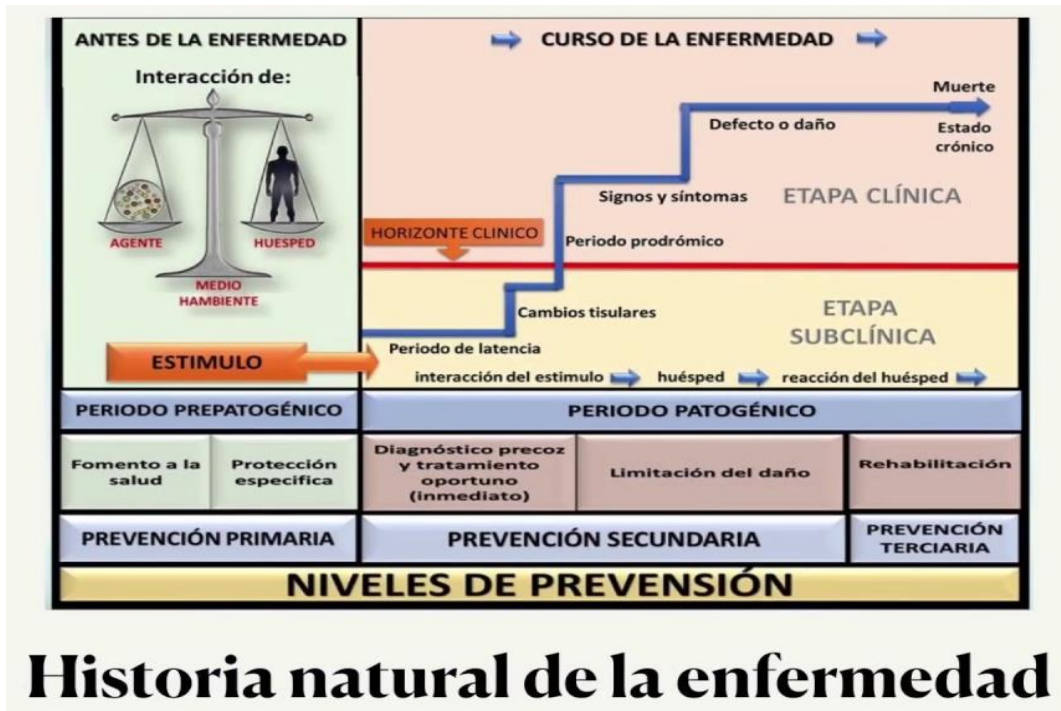 ANTES DE LA ENFERMEDAD
Interacción de:
AGENTE
HUESPED
MEDIO
HAMBIENTE
ESTIMULO
CURSO DE LA ENFERMEDAD
Muerte
Defecto o daño
Estado
crónico
Signos y síntomas
ETAPA CLÍNICA
HORIZONTE CLINICO
Periodo prodrómico
Cambios tisulares
ETAPA
SUBCLÍNICA
Periodo de latencia
interacción del estimulo
huésped
reacción del huésped
PERIODO PREPATOGÉNICO
PERIODO PATOGÉNICO
Fomento a la
salud
Protección
especifica
Diagnóstico precoz
y tratamiento
oportuno
(inmediato)
Limitación del daño
Rehabilitación
PREVENCIÓN PRIMARIA
PREVENCIÓN SECUNDARIA
PREVENCIÓN
TERCIARIA
NIVELES DE PREVENSIÓN
Historia natural de la enfermedad